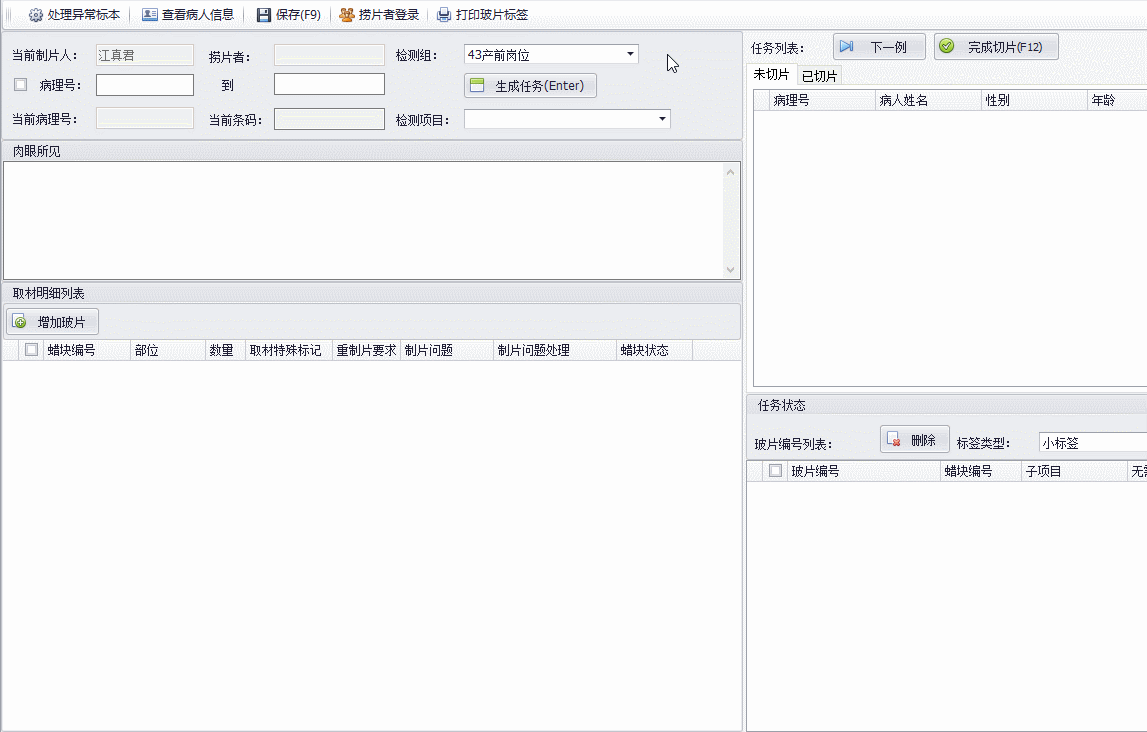 处理异常标本 查看病人信息 保存(F9) 捞片者登录 打印玻片标签
当前制片人: 江真君 捞片者: 检测组: 43产前岗位
病理号: 到 生成任务(Enter)
当前病理号: 当前条码: 检测项目:
肉眼所见
取材明细列表
增加玻片
蜡块编号 部位 数量 取材特殊标记 重制片要求 制片问题 制片问题处理 蜡块状态
任务列表: 下一例 完成切片(F12)
未切片 已切片
病理号 病人姓名 性别 年龄
任务状态
玻片编号列表: 删除 标签类型: 小标签
玻片编号 蜡块编号 子项目